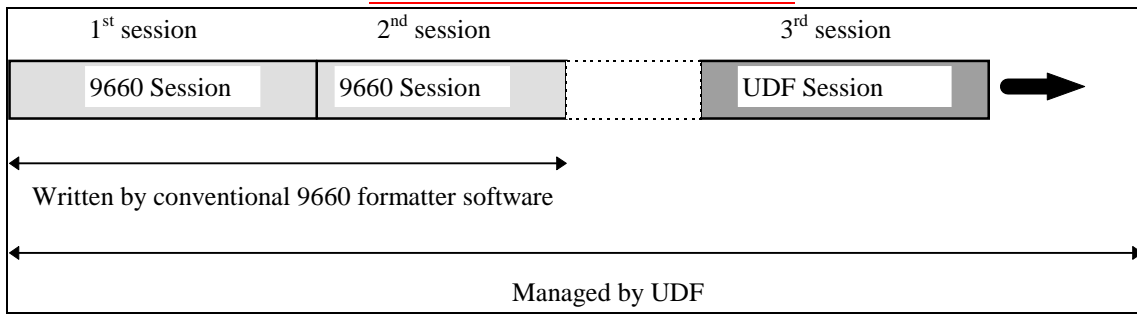 1st session 2nd session 3rd session
9660 Session 9660 Session UDF Session
Written by conventional 9660 formatter software
Managed by UDF